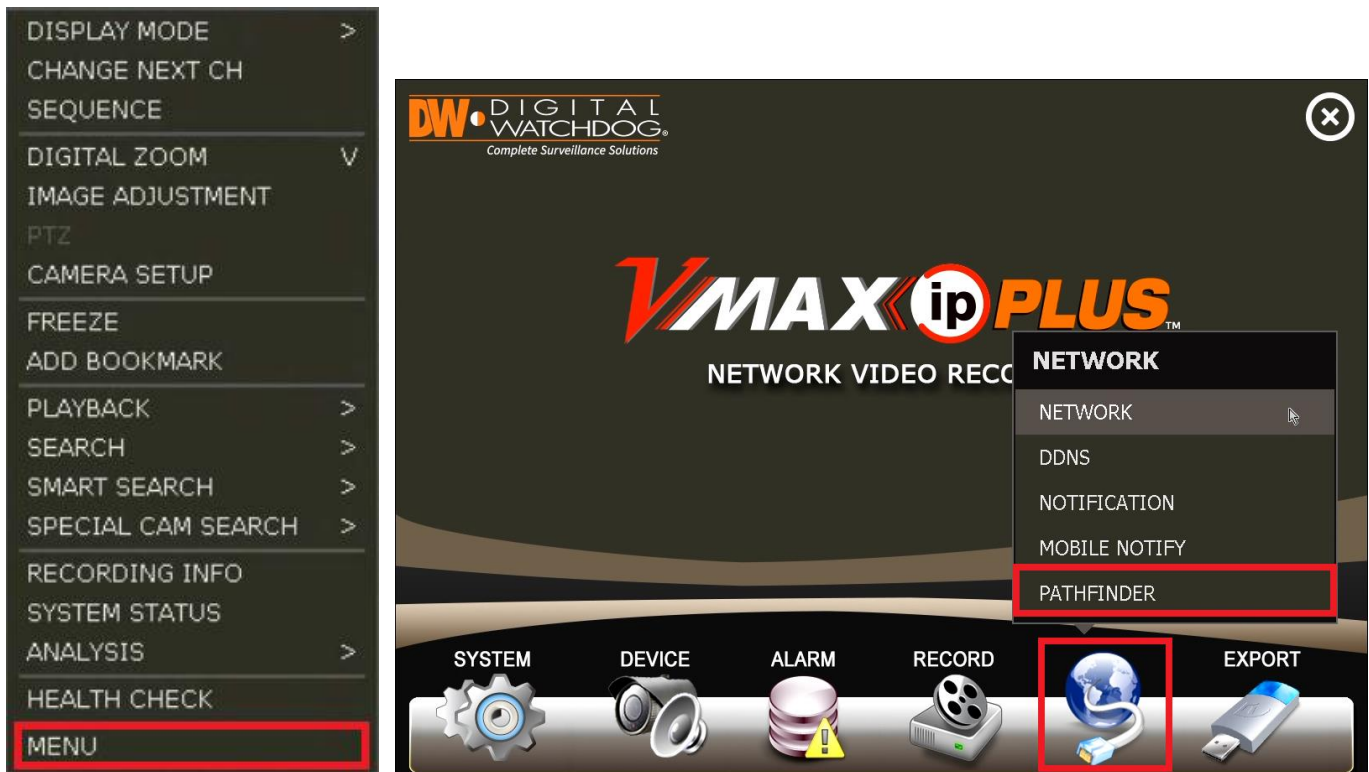 DISPLAY MODE >
CHANGE NEXT CH
SEQUENCE
DIGITAL ZOOM V
IMAGE ADJUSTMENT
PTZ
CAMERA SETUP
FREEZE
ADD BOOKMARK
PLAYBACK >
SEARCH >
SMART SEARCH >
SPECIAL CAM SEARCH >
RECORDING INFO
SYSTEM STATUS
ANALYSIS >
HEALTH CHECK
MENU
DW DIGITAL
WATCHDOG®
Complete Surveillance Solutions
VMAX ip PLUS™
NETWORK VIDEO RECO
NETWORK
NETWORK
DDNS
NOTIFICATION
MOBILE NOTIFY
PATHFINDER
SYSTEM DEVICE ALARM RECORD EXPORT